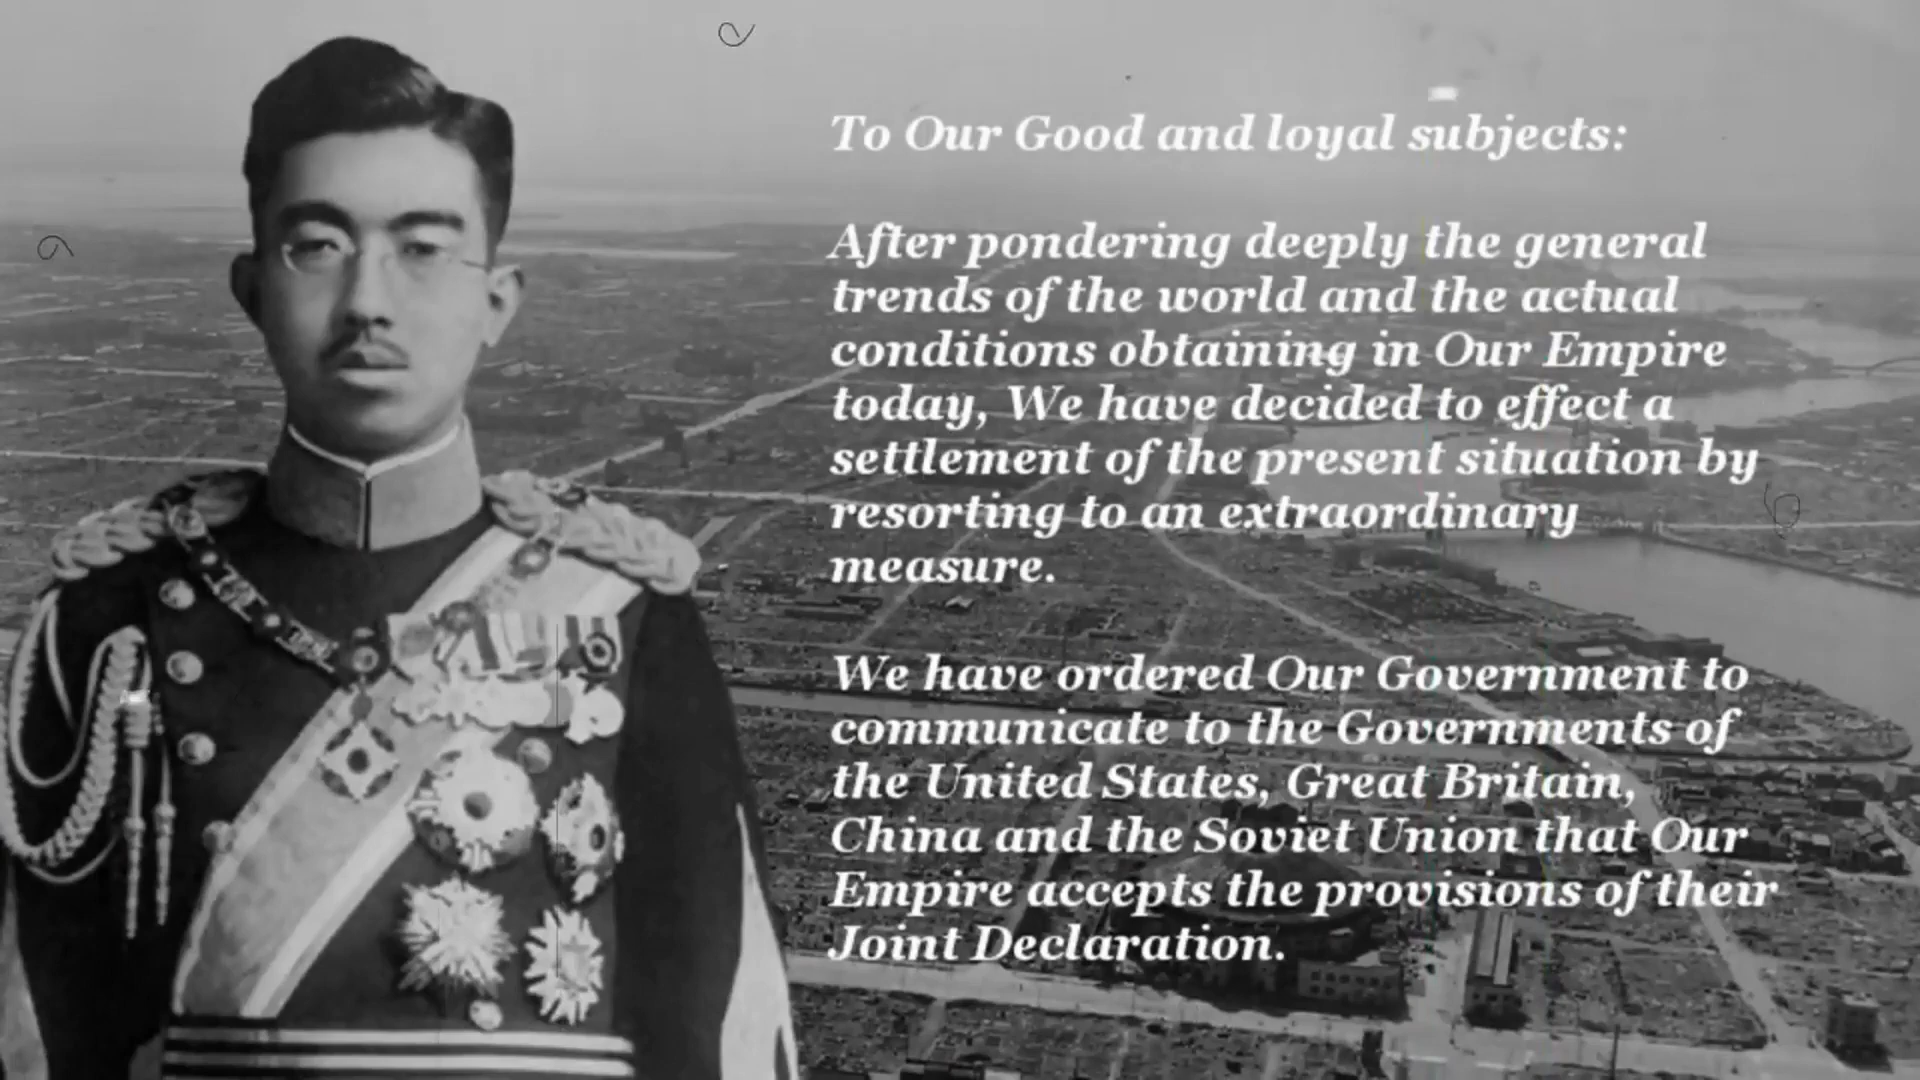 To Our Good and loyal subjects:
After pondering deeply the general
trends of the world and the actual
conditions obtaining in Our Empire
today, We have decided to effect a
settlement of the present situation by
resorting to an extraordinary
measure.
We have ordered Our Government to
communicate to the Governments of
the United States, Great Britain,
China and the Soviet Union that Our
Empire accepts the provisions of their
Joint Declaration.